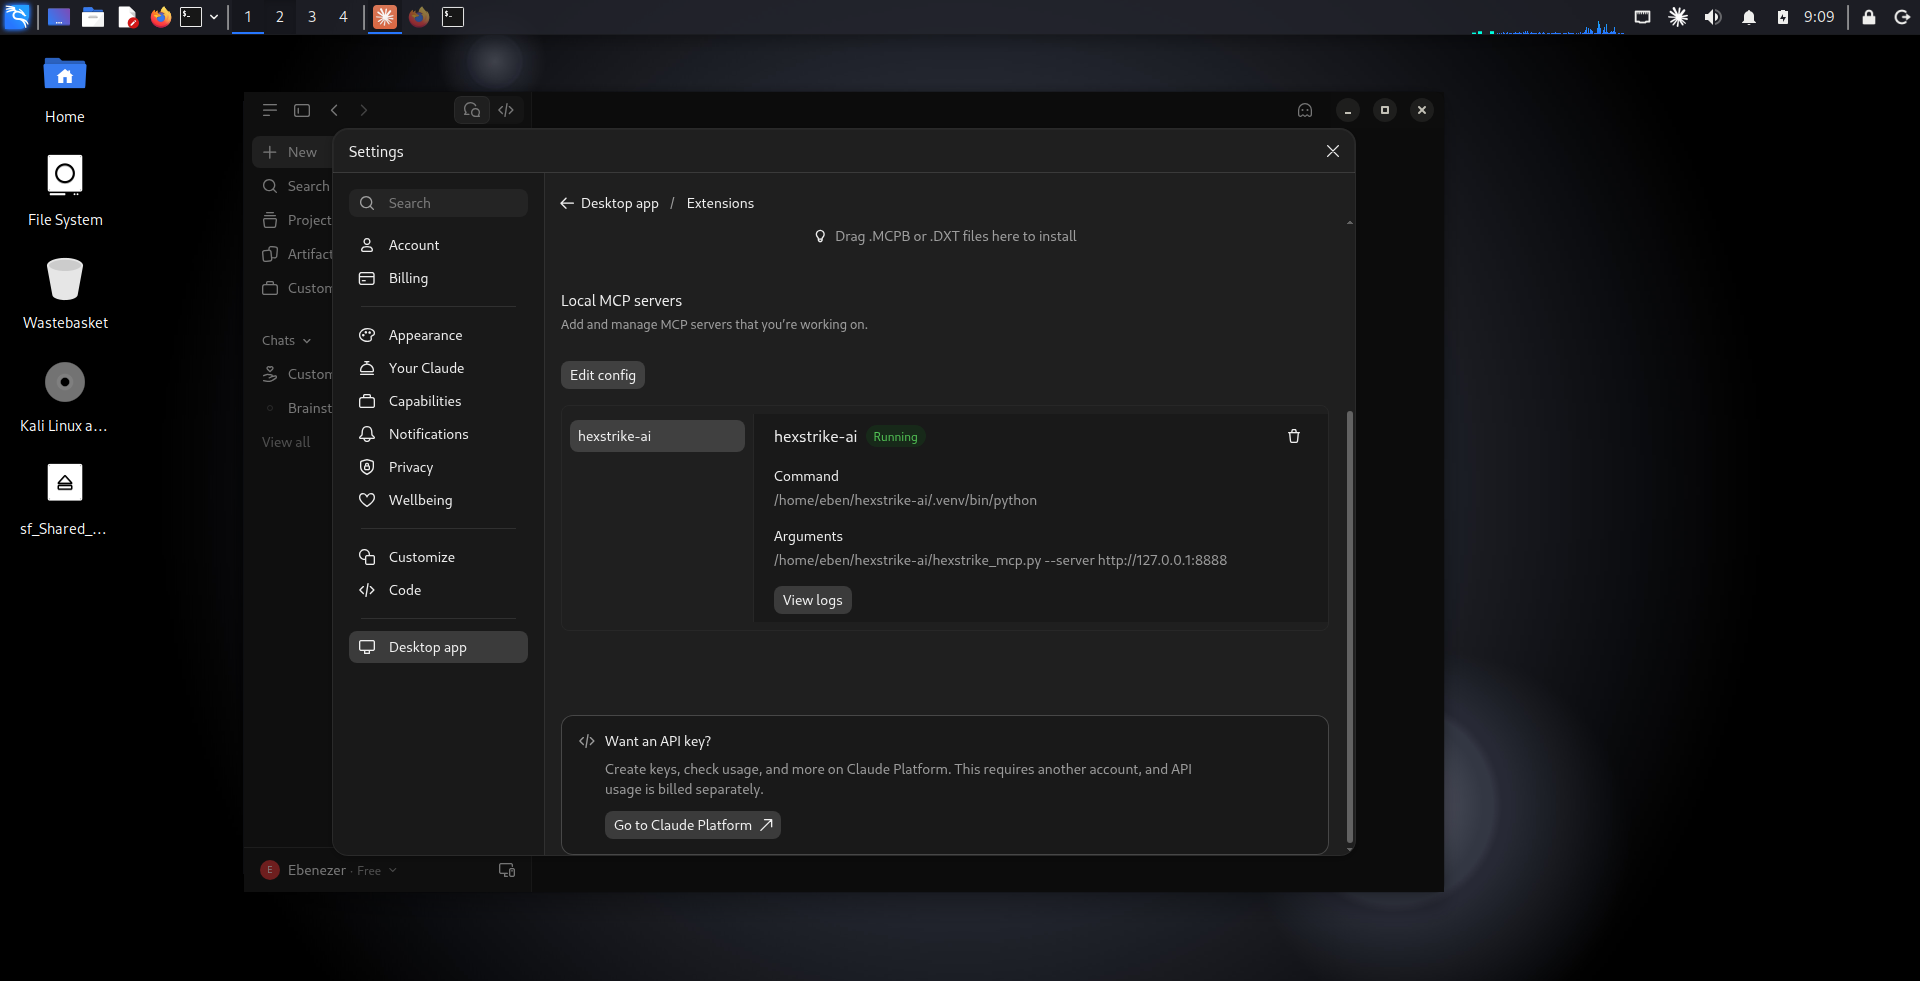 1
2
3
4
9:09
Home
File System
Wastebasket
Kali Linux a...
sf_Shared_...
New
Search
Project
Artifact
Custom
Chats
Custom
Brainst
View all
E
Ebenezer · Free
Settings
Search
Account
Billing
Appearance
Your Claude
Capabilities
Notifications
Privacy
Wellbeing
Customize
Code
Desktop app
Desktop app / Extensions
Drag .MCPB or .DXT files here to install
Local MCP servers
Add and manage MCP servers that you're working on.
Edit config
hexstrike-ai
hexstrike-ai Running
Command
/home/eben/hexstrike-ai/.venv/bin/python
Arguments
/home/eben/hexstrike-ai/hexstrike_mcp.py --server http://127.0.0.1:8888
View logs
Want an API key?
Create keys, check usage, and more on Claude Platform. This requires another account, and API
usage is billed separately.
Go to Claude Platform